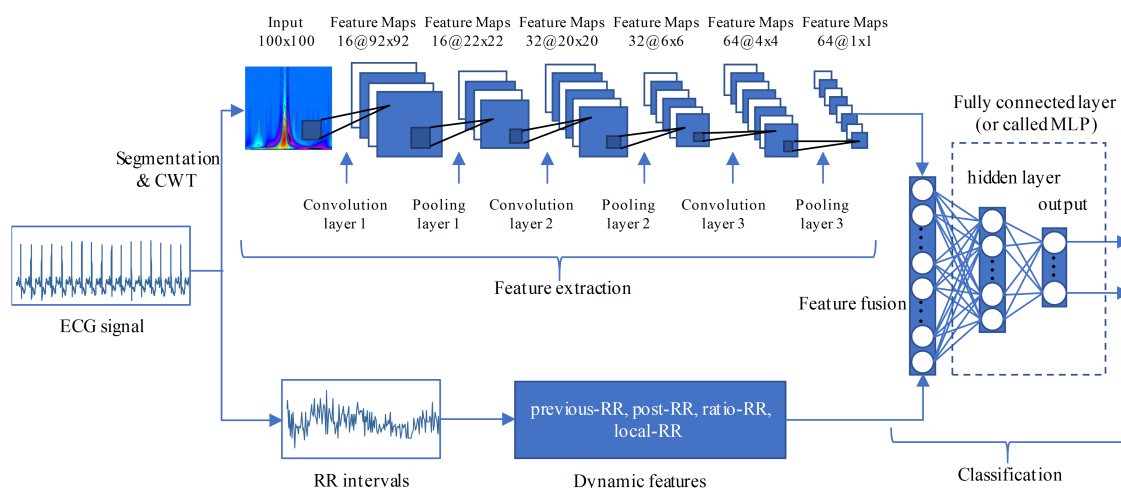 Input
100x100
Feature Maps
16@92x92
Feature Maps
16@22x22
Feature Maps
32@20x20
Feature Maps
32@6x6
Feature Maps
64@4x4
Feature Maps
64@1x1
Segmentation
& CWT
Convolution
layer 1
Pooling
layer 1
Convolution
layer 2
Pooling
layer 2
Convolution
layer 3
Pooling
layer 3
Fully connected layer
(or called MLP)
hidden layer
output
Feature extraction
Feature fusion
ECG signal
previous-RR, post-RR, ratio-RR,
local-RR
RR intervals
Dynamic features
Classification